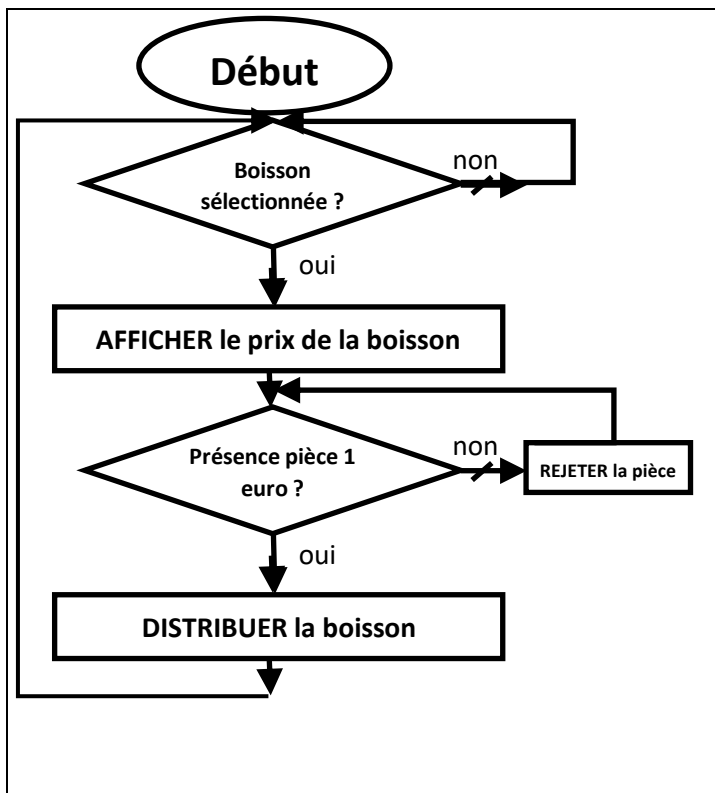 Début
Boisson
sélectionnée ?
non
oui
AFFICHER le prix de la boisson
Présence pièce 1
euro ?
non
REJETER la pièce
oui
DISTRIBUER la boisson